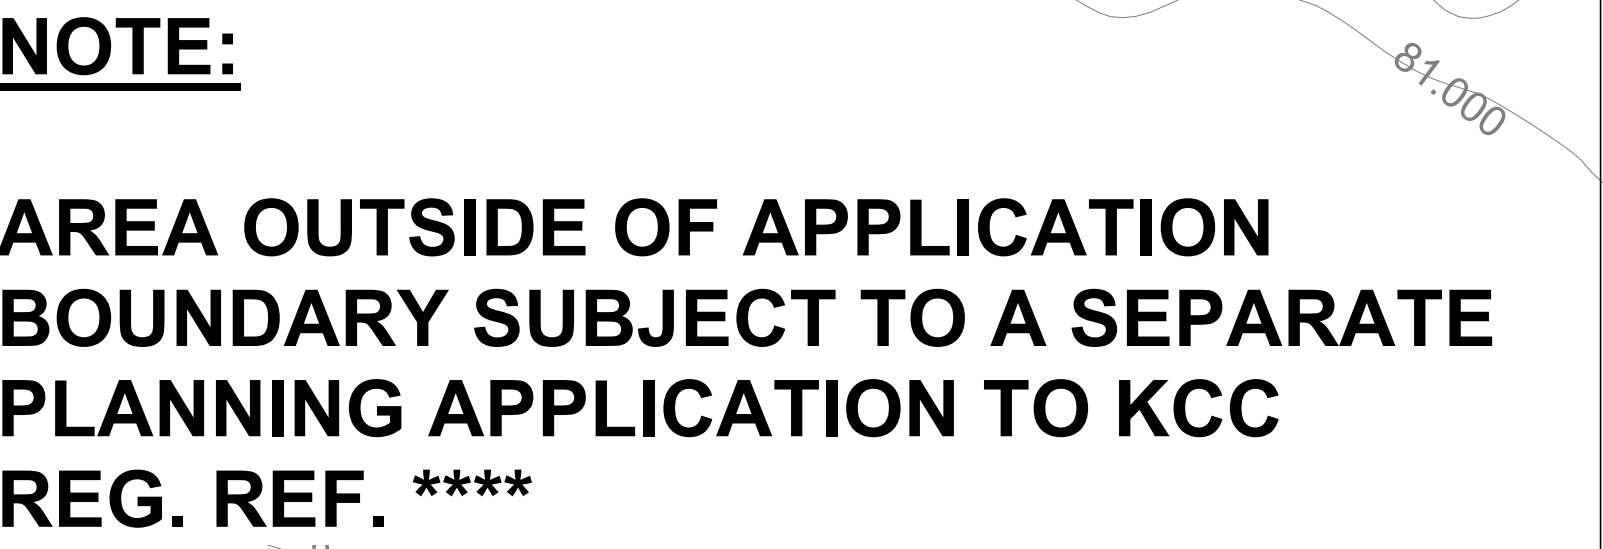 NOTE:
81.000
AREA OUTSIDE OF APPLICATION
BOUNDARY SUBJECT TO A SEPARATE
PLANNING APPLICATION TO KCC
REG. REF. ****